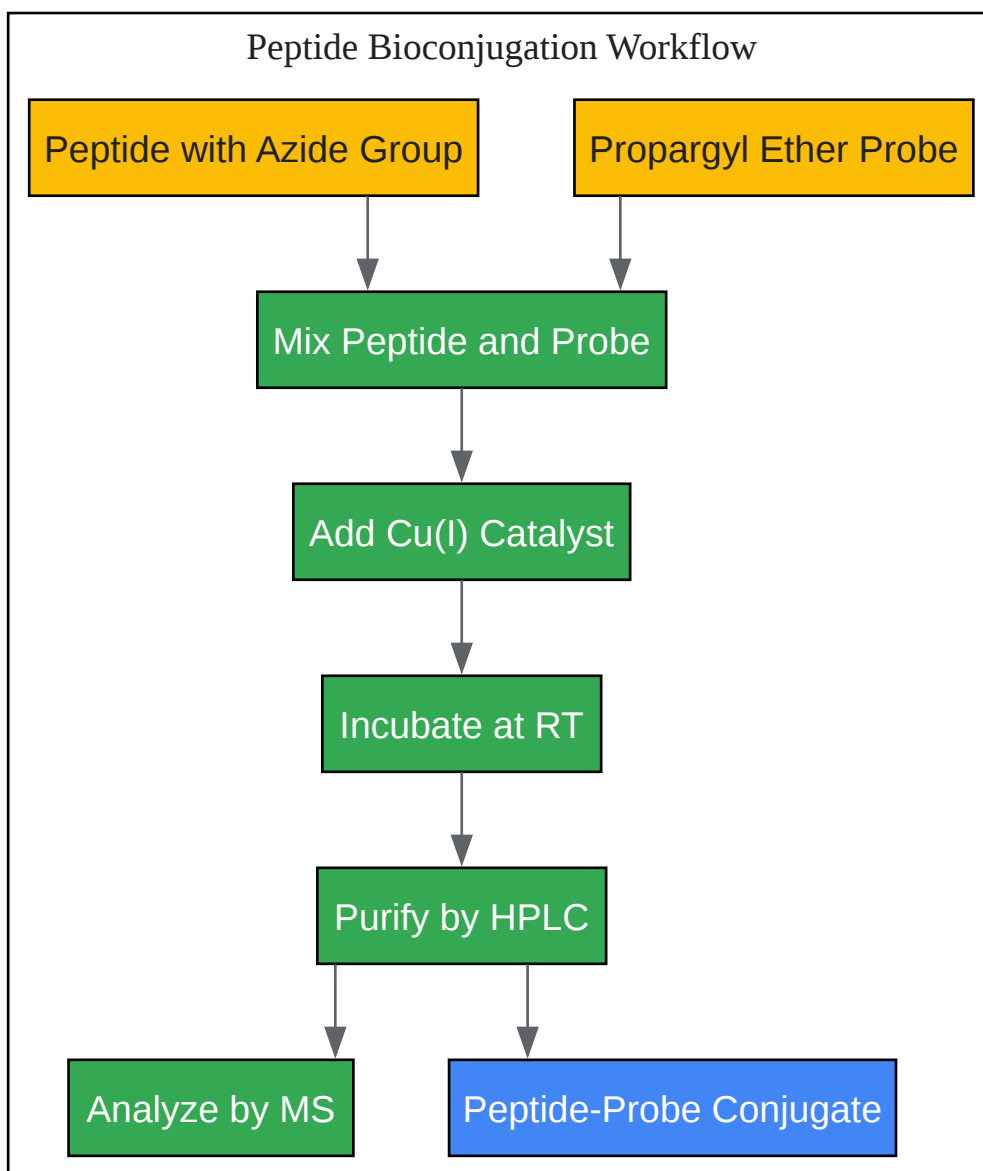 Peptide Bioconjugation Workflow
Peptide with Azide Group
Propargyl Ether Probe
Mix Peptide and Probe
Add Cu(I) Catalyst
Incubate at RT
Purify by HPLC
Analyze by MS
Peptide-Probe Conjugate